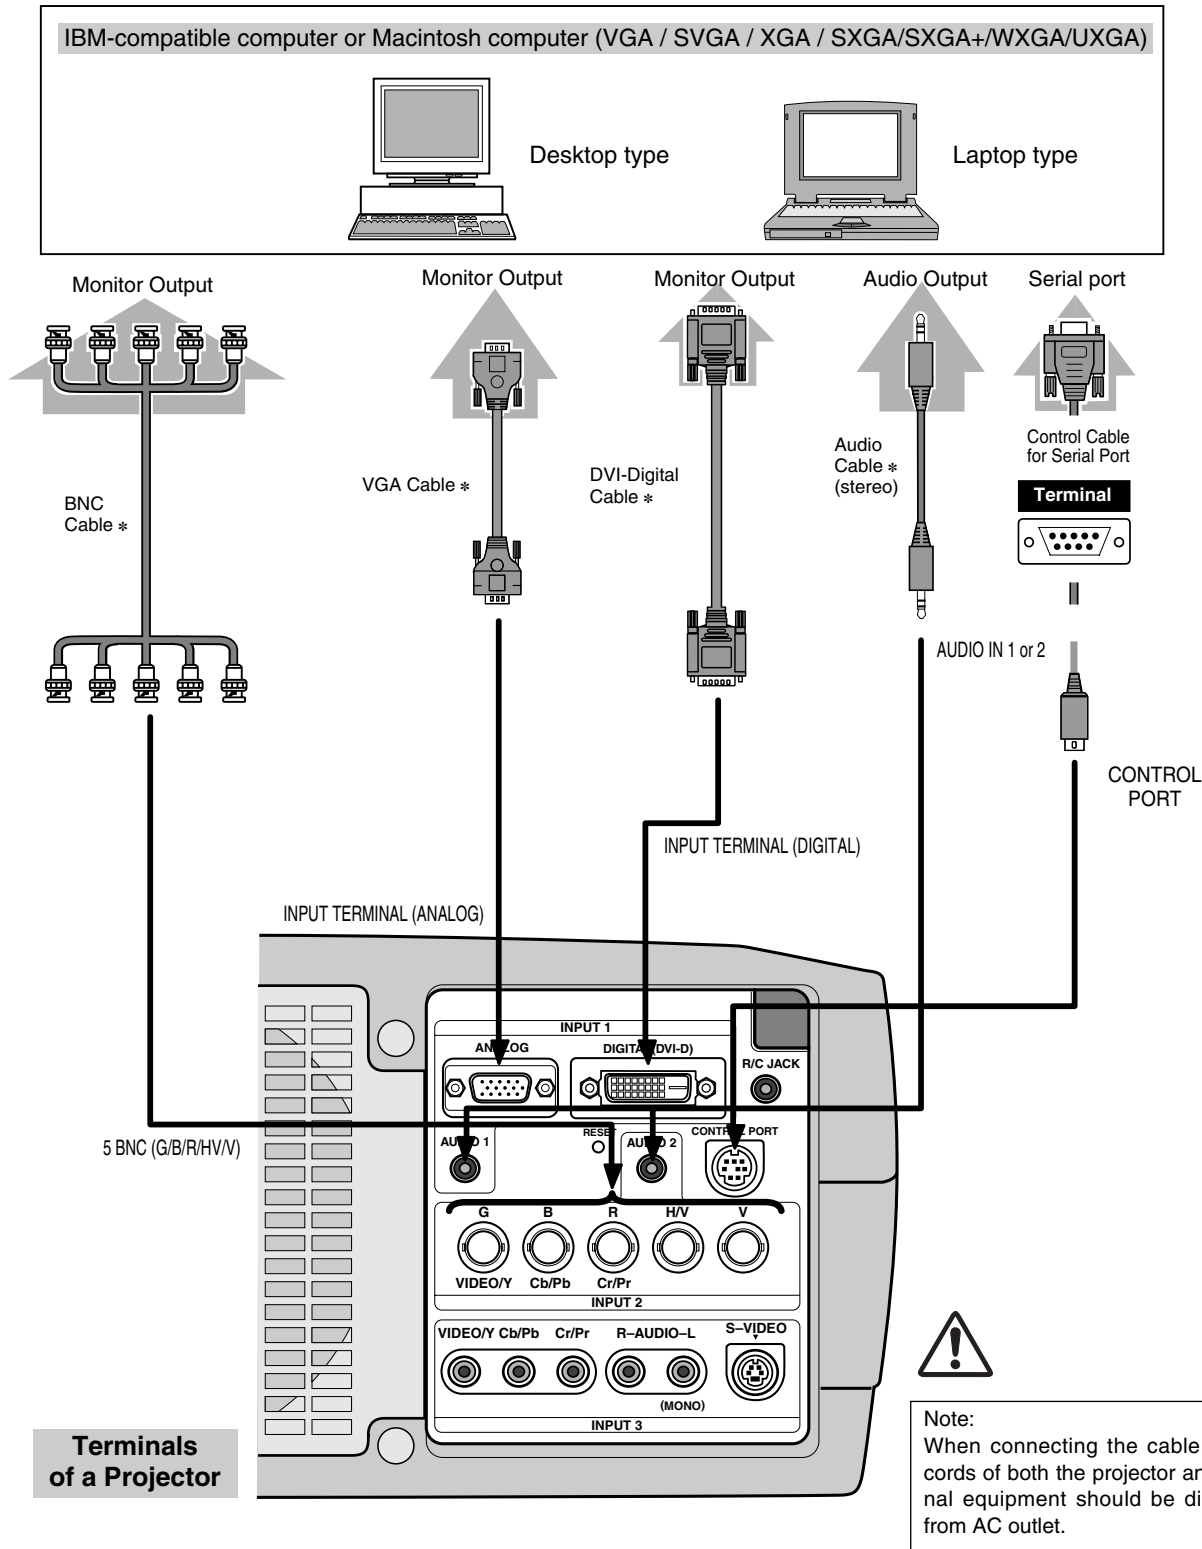 IBM-compatible computer or Macintosh computer (VGA / SVGA / XGA / SXGA/SXGA+/WXGA/UXGA)
Desktop type
Laptop type
Monitor Output
Monitor Output
Monitor Output
Audio Output
Serial port
BNC
Cable *
VGA Cable *
DVI-Digital
Cable *
Audio
Cable *
(stereo)
Control Cable
for Serial Port
Terminal
AUDIO IN 1 or 2
CONTROL
PORT
INPUT TERMINAL (DIGITAL)
INPUT TERMINAL (ANALOG)
5 BNC (G/B/R/HV/V)
INPUT 1
ANALOG
DIGITAL (DVI-D)
R/C JACK
AUDIO 1
RESET
AUDIO 2
CONTROL PORT
G B R H/V V
VIDEO/Y Cb/Pb Cr/Pr
INPUT 2
VIDEO/Y Cb/Pb Cr/Pr R–AUDIO–L S–VIDEO
(MONO)
INPUT 3
Terminals
of a Projector
Note:
When connecting the cable
cords of both the projector
equipment should be
from AC outlet.